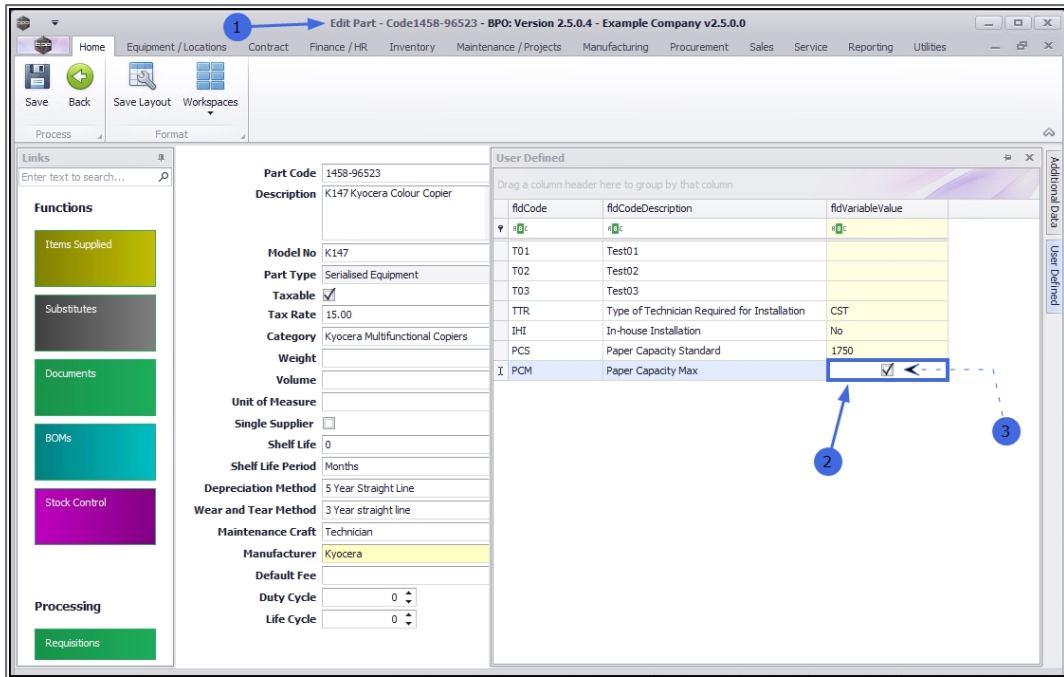 Edit Part - Code1458-96523 - BPO: Version 2.5.0.4 - Example Company v2.5.0.0
1
Home Equipment / Locations Contract Finance / HR Inventory Maintenance / Projects Manufacturing Procurement Sales Service Reporting Utilities
Save Back Save Layout Workspaces
Process Format
Links
Enter text to search...
Functions
Items Supplied
Substitutes
Documents
BOMs
Stock Control
Processing
Requisitions
Part Code 1458-96523
Description K147 Kyocera Colour Copier
Model No K147
Part Type Serialised Equipment
Taxable
Tax Rate 15.00
Category Kyocera Multifunctional Copiers
Weight
Volume
Unit of Measure
Single Supplier
Shelf Life 0
Shelf Life Period Months
Depreciation Method 5 Year Straight Line
Wear and Tear Method 3 Year straight line
Maintenance Craft Technician
Manufacturer Kyocera
Default Fee
Duty Cycle 0
Life Cycle 0
User Defined
Drag a column header here to group by that column
fldCode fldCodeDescription fldVariableValue
T01 Test01
T02 Test02
T03 Test03
TTR Type of Technician Required for Installation CST
IHI In-house Installation No
PCS Paper Capacity Standard 1750
PCM Paper Capacity Max
3
2
Additional Data
User Defined